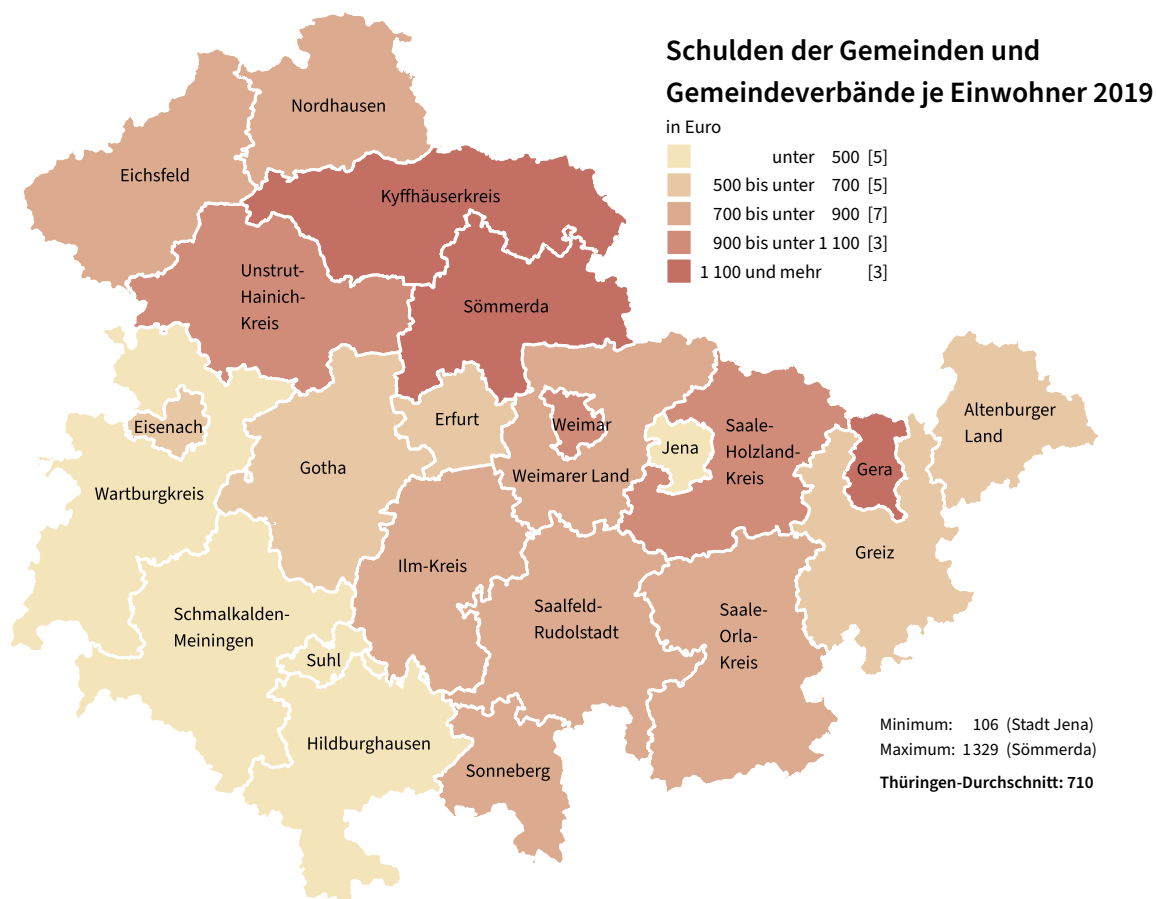 Schulden der Gemeinden und
Gemeindeverbände je Einwohner 2019
in Euro
unter 500 [5]
500 bis unter 700 [5]
700 bis unter 900 [7]
900 bis unter 1 100 [3]
1 100 und mehr [3]
Nordhausen
Eichsfeld
Kyffhäuserkreis
Unstrut-
Hainich-
Kreis
Sömmerda
Eisenach
Erfurt
Weimar
Jena
Saale-
Holzland-
Kreis
Altenburger
Land
Gotha
Weimarer Land
Gera
Wartburgkreis
Greiz
Ilm-Kreis
Schmalkalden-
Meiningen
Saalfeld-
Rudolstadt
Saale-
Orla-
Kreis
Suhl
Hildburghausen
Sonneberg
Minimum: 106 (Stadt Jena)
Maximum: 1 329 (Sömmerda)
Thüringen-Durchschnitt: 710